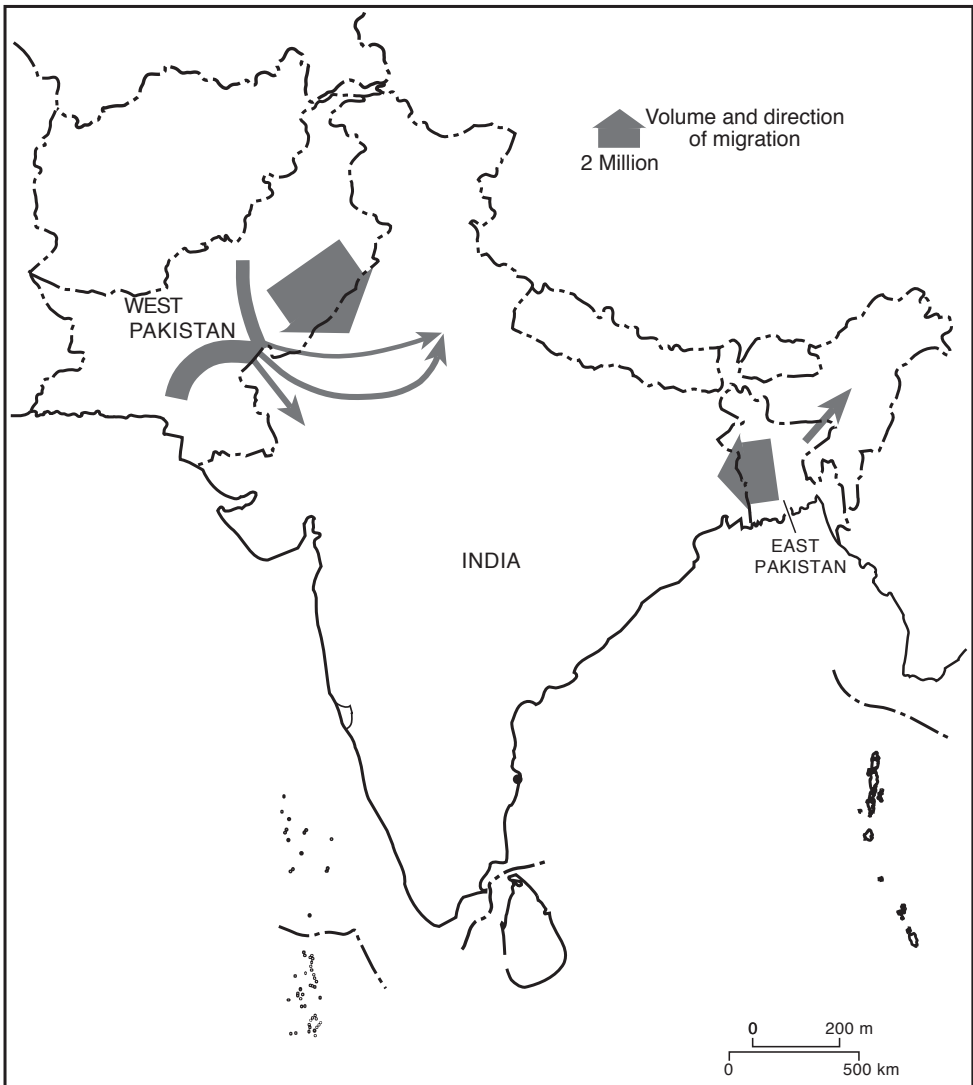 Volume and direction
of migration
2 Million
WEST
PAKISTAN
INDIA
EAST
PAKISTAN
0 200 m
0 500 km